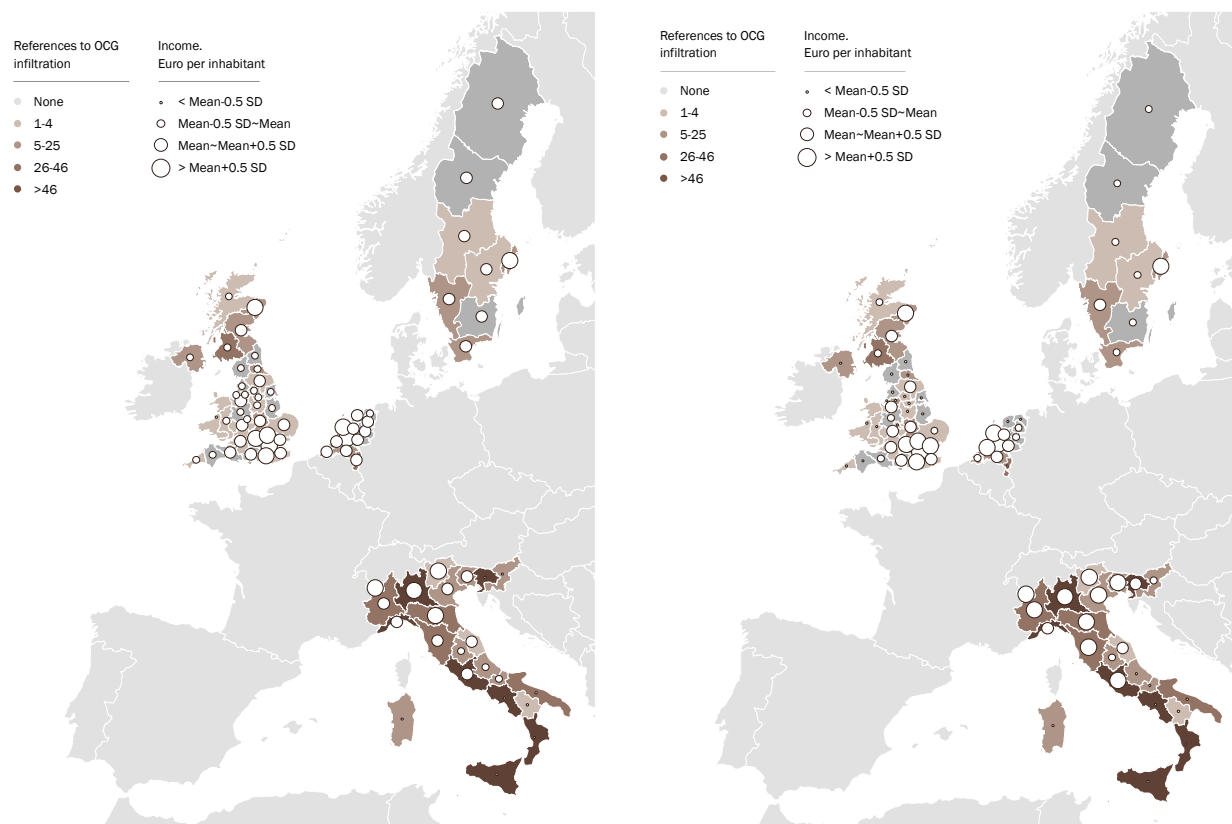 References to OCG
infiltration
None
1-4
5-25
26-46
>46
Income.
Euro per inhabitant
< Mean-0.5 SD
Mean-0.5 SD~Mean
Mean~Mean+0.5 SD
> Mean+0.5 SD
References to OCG
infiltration
None
1-4
5-25
26-46
>46
Income.
Euro per inhabitant
< Mean-0.5 SD
Mean-0.5 SD~Mean
Mean~Mean+0.5 SD
> Mean+0.5 SD